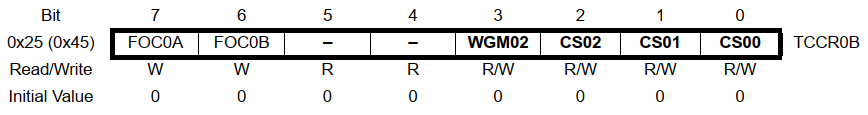 Bit 7 6 5 4 3 2 1 0
0x25 (0x45) FOC0A FOC0B – – WGM02 CS02 CS01 CS00 TCCR0B
Read/Write W W R R R/W R/W R/W R/W
Initial Value 0 0 0 0 0 0 0 0